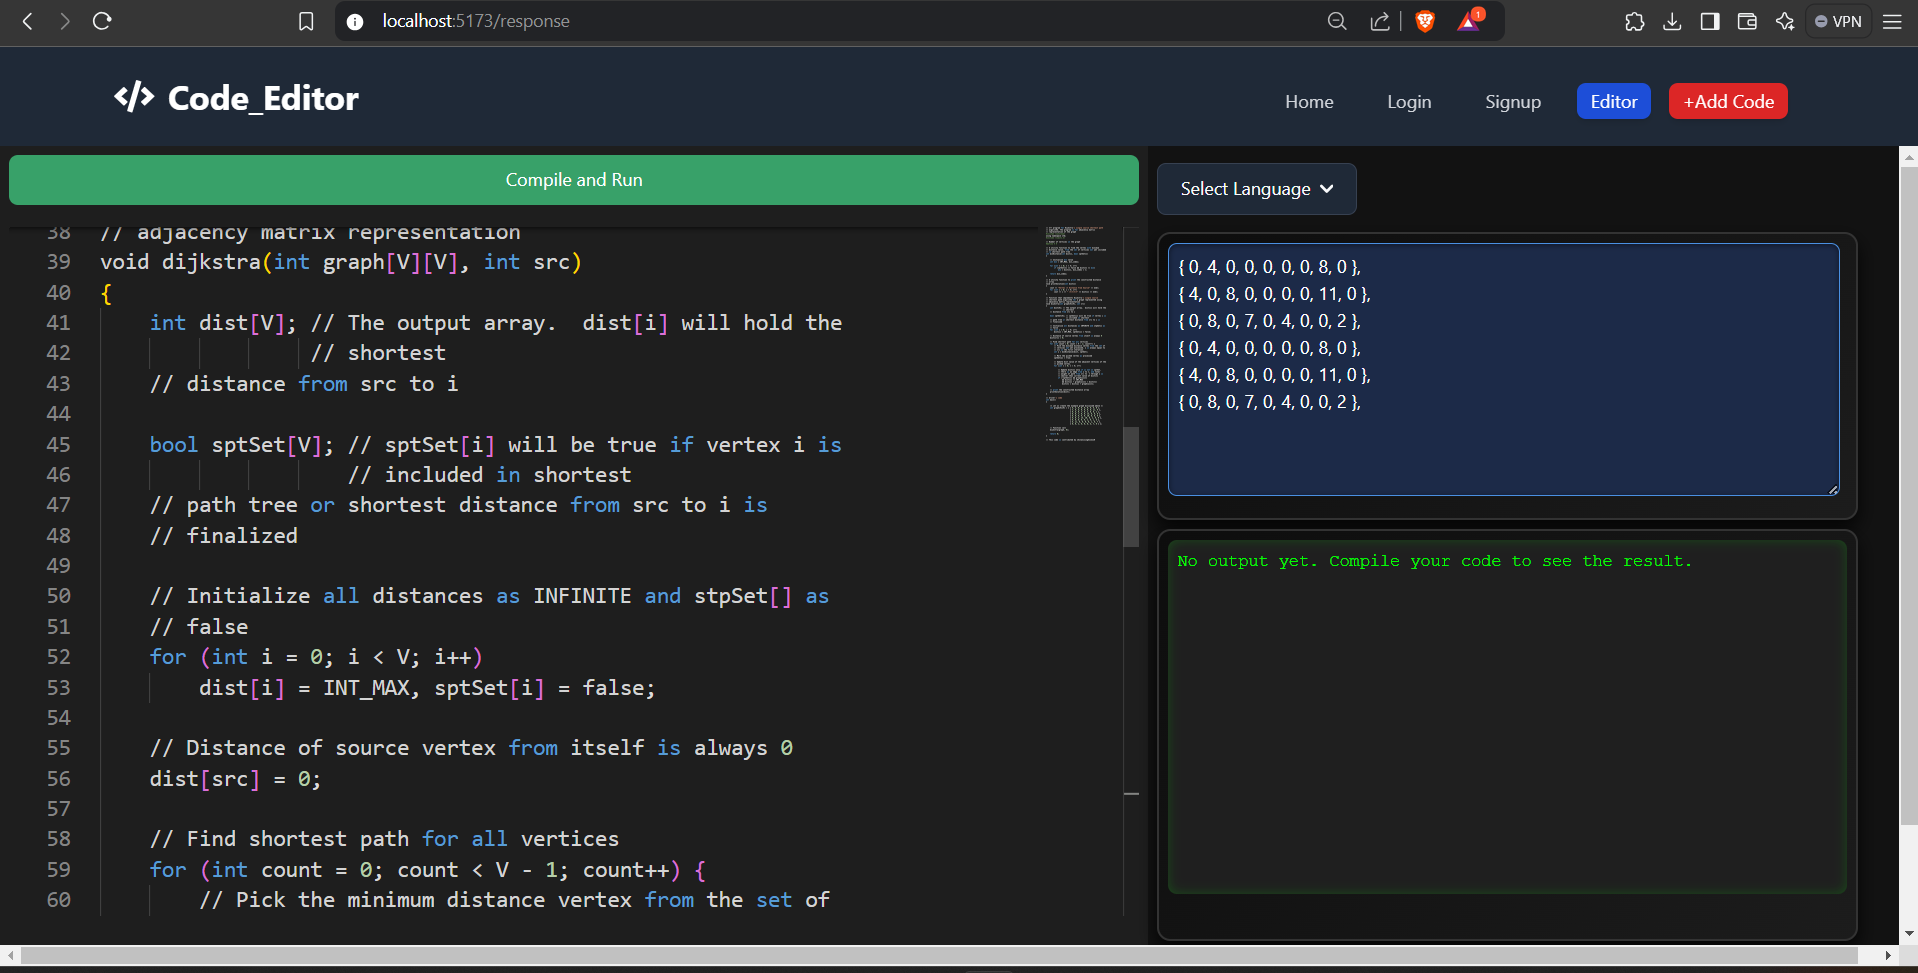 localhost:5173/response
1
VPN
</> Code_Editor
Home
Login
Signup
Editor
+Add Code
Compile and Run
38 // adjacency matrix representation
39 void dijkstra(int graph[V][V], int src)
40 {
41 int dist[V]; // The output array.  dist[i] will hold the
42 // shortest
43 // distance from src to i
44
45 bool sptSet[V]; // sptSet[i] will be true if vertex i is
46 // included in shortest
47 // path tree or shortest distance from src to i is
48 // finalized
49
50 // Initialize all distances as INFINITE and stpSet[] as
51 // false
52 for (int i = 0; i < V; i++)
53 dist[i] = INT_MAX, sptSet[i] = false;
54
55 // Distance of source vertex from itself is always 0
56 dist[src] = 0;
57
58 // Find shortest path for all vertices
59 for (int count = 0; count < V - 1; count++) {
60 // Pick the minimum distance vertex from the set of
Select Language
{ 0, 4, 0, 0, 0, 0, 0, 8, 0 },
{ 4, 0, 8, 0, 0, 0, 0, 11, 0 },
{ 0, 8, 0, 7, 0, 4, 0, 0, 2 },
{ 0, 4, 0, 0, 0, 0, 0, 8, 0 },
{ 4, 0, 8, 0, 0, 0, 0, 11, 0 },
{ 0, 8, 0, 7, 0, 4, 0, 0, 2 },
No output yet. Compile your code to see the result.